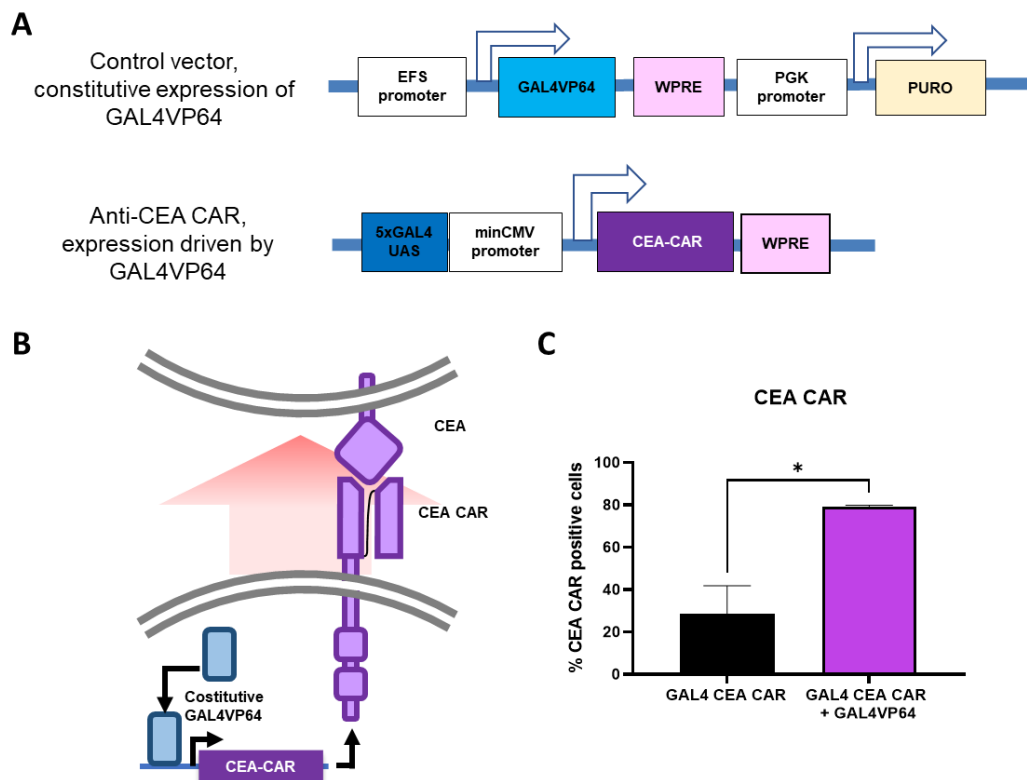 A
Control vector,
constitutive expression of
GAL4VP64
EFS
promoter
GAL4VP64
WPRE
PGK
promoter
PURO
Anti-CEA CAR,
expression driven by
GAL4VP64
5xGAL4
UAS
minCMV
promoter
CEA-CAR
WPRE
B
CEA
CEA CAR
Costitutive
GAL4VP64
CEA-CAR
C
CEA CAR
*
% CEA CAR positive cells
100
80
60
40
20
0
GAL4 CEA CAR
GAL4 CEA CAR
+ GAL4VP64